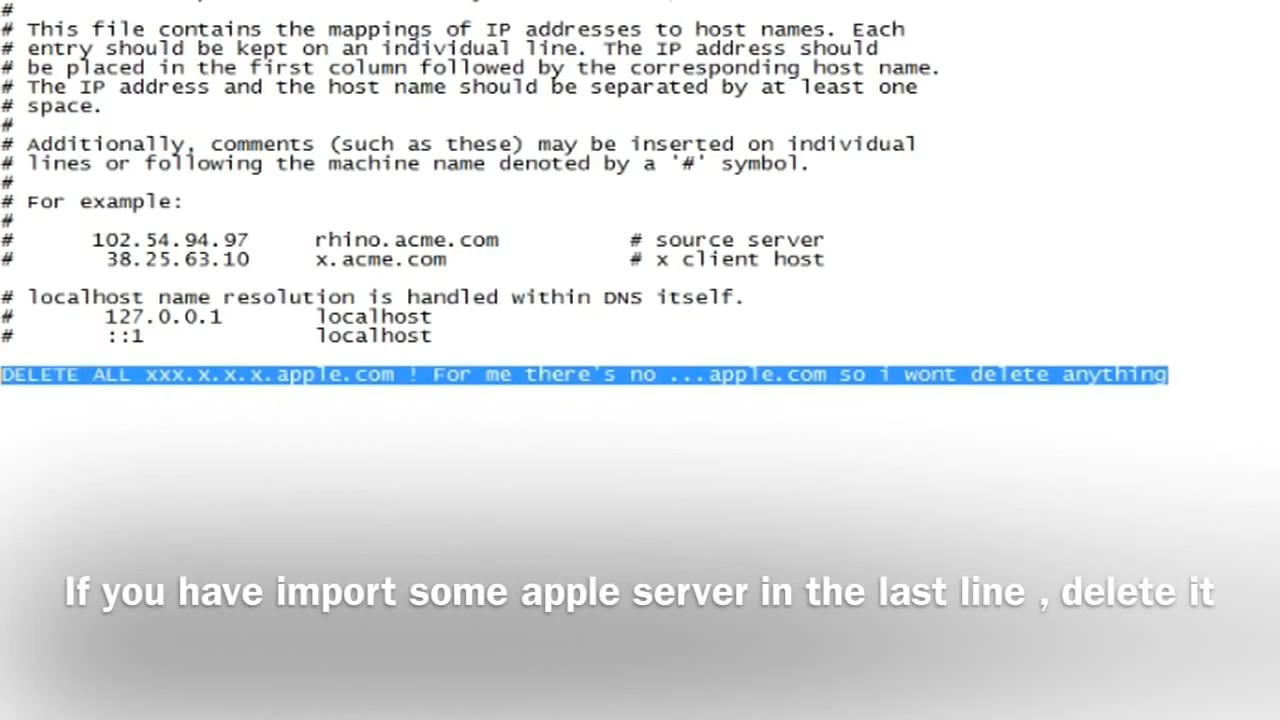 #
# This file contains the mappings of IP addresses to host names. Each
# entry should be kept on an individual line. The IP address should
# be placed in the first column followed by the corresponding host name.
# The IP address and the host name should be separated by at least one
# space.
#
# Additionally, comments (such as these) may be inserted on individual
# lines or following the machine name denoted by a '#' symbol.
#
# For example:
#
# 102.54.94.97 rhino.acme.com # source server
# 38.25.63.10 x.acme.com # x client host
# localhost name resolution is handled within DNS itself.
# 127.0.0.1 localhost
# ::1 localhost
DELETE ALL xxx.x.x.x.apple.com ! For me there's no ...apple.com so i wont delete anything
If you have import some apple server in the last line , delete it